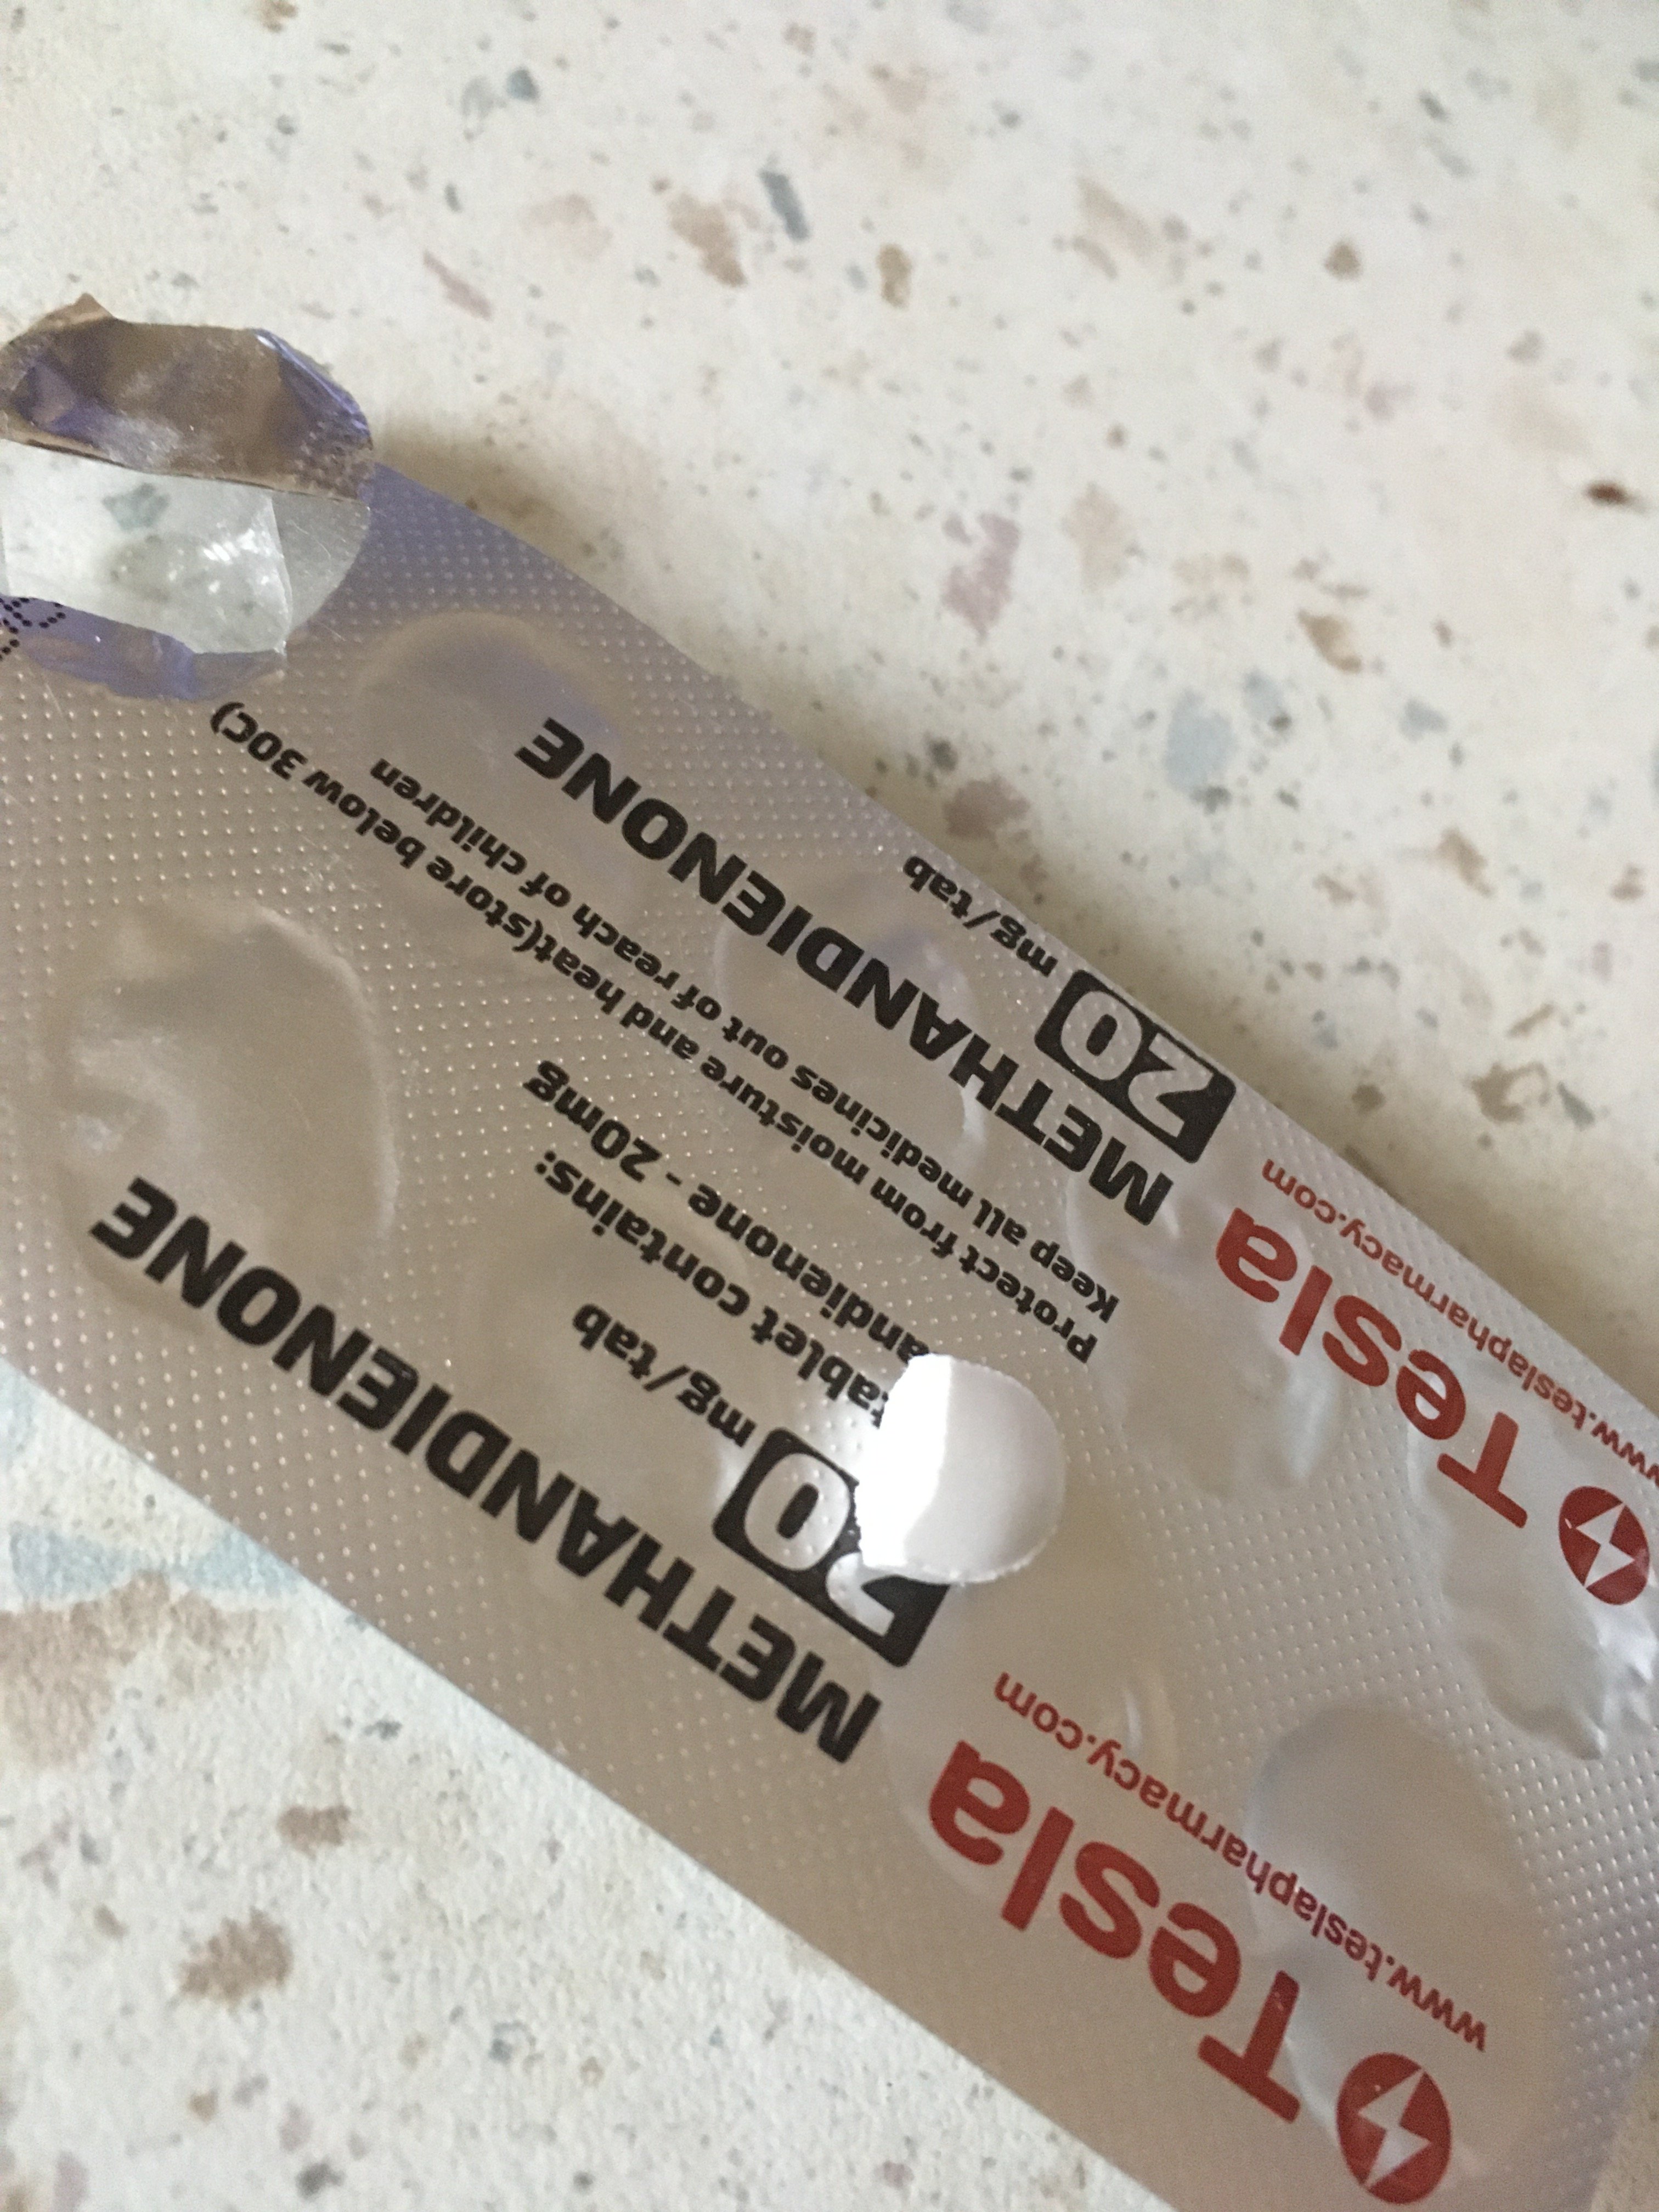 Tesla
www.teslapharmacy.com
METHANDIENONE
20 mg/tab
tablet contains:
andienone - 20mg
Protect from moisture and heat(store below 30C)
Keep all medicines out of reach of children
Tesla
www.teslapharmacy.com
METHANDIENONE
20 mg/tab